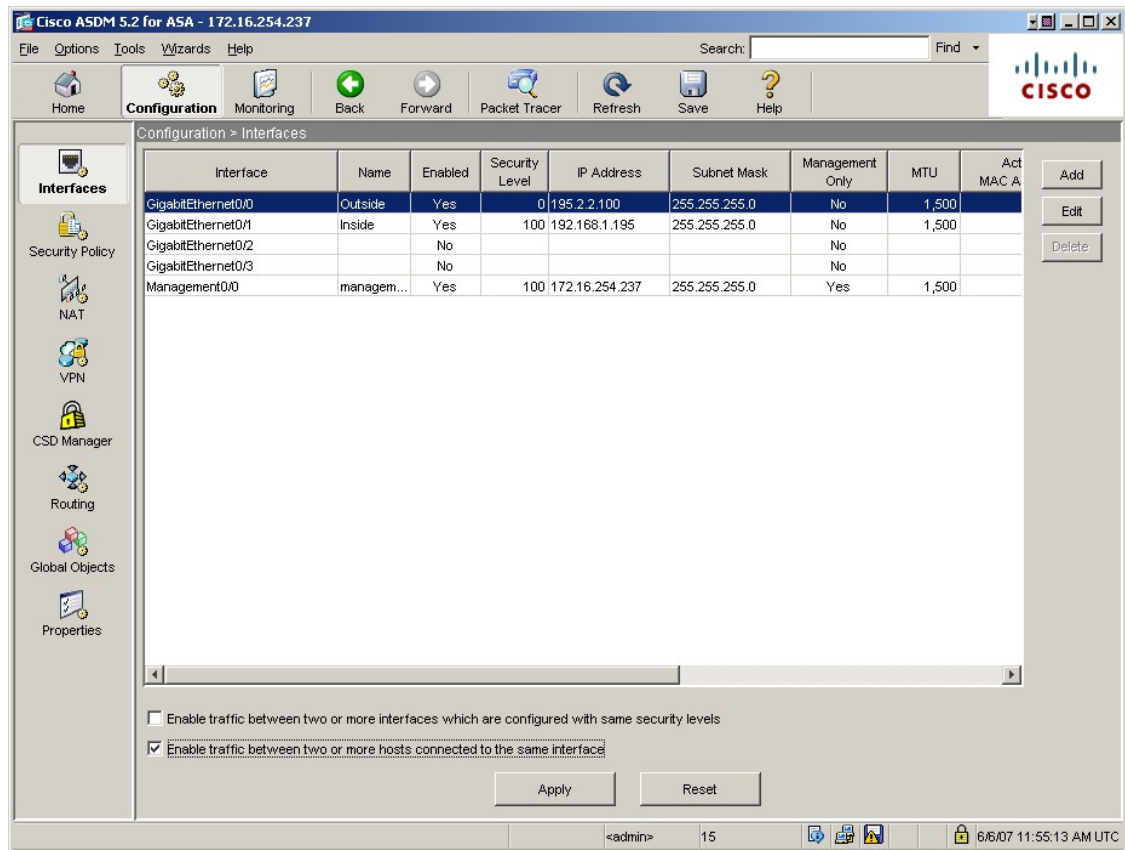 Cisco ASDM 5.2 for ASA - 172.16.254.237
File Options Tools Wizards Help Search: Find
Home Configuration Monitoring Back Forward Packet Tracer Refresh Save Help
CISCO
Configuration > Interfaces
Interfaces
Security Policy
NAT
VPN
CSD Manager
Routing
Global Objects
Properties
Interface Name Enabled Security Level IP Address Subnet Mask Management Only MTU Act MAC A
GigabitEthernet0/0 Outside Yes 0 195.2.2.100 255.255.255.0 No 1,500
GigabitEthernet0/1 Inside Yes 100 192.168.1.195 255.255.255.0 No 1,500
GigabitEthernet0/2 No No
GigabitEthernet0/3 No No
Management0/0 managem... Yes 100 172.16.254.237 255.255.255.0 Yes 1,500
Add
Edit
Delete
Enable traffic between two or more interfaces which are configured with same security levels
Enable traffic between two or more hosts connected to the same interface
Apply Reset
<admin> 15 6/6/07 11:55:13 AM UTC